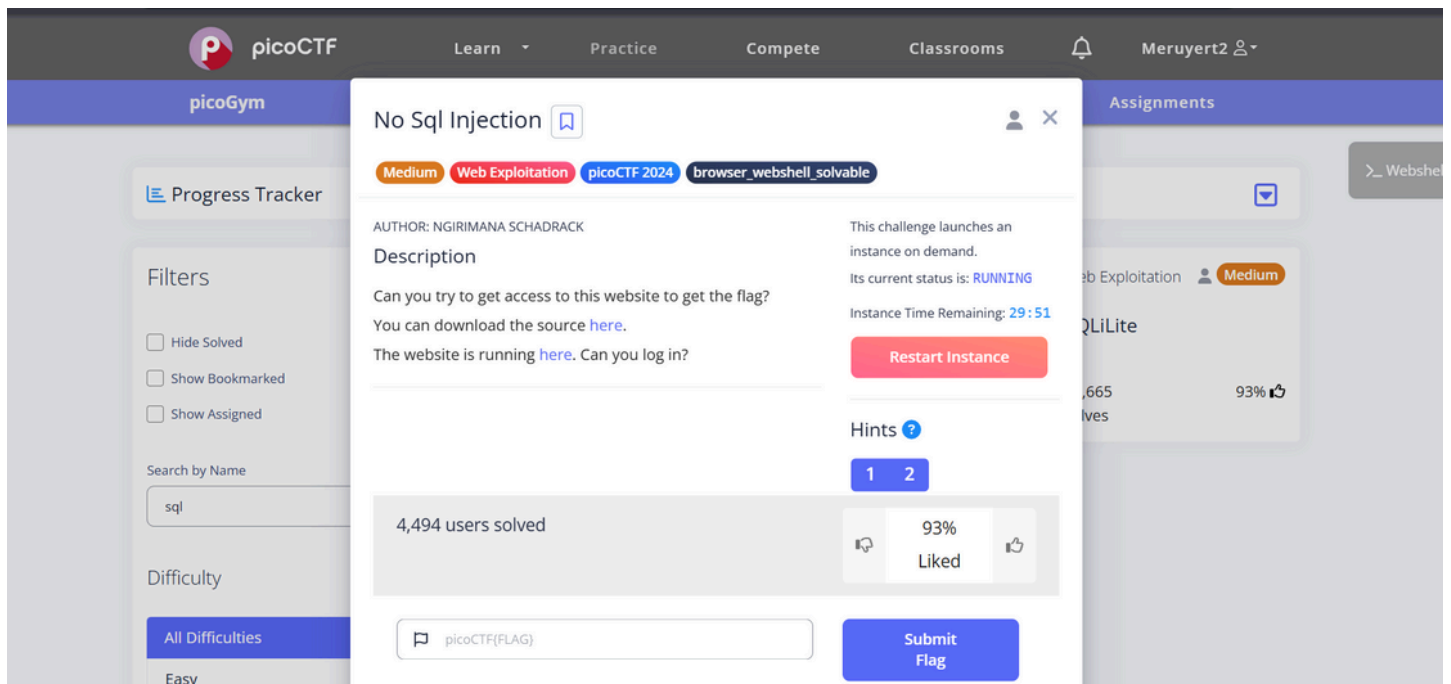 picoCTF
Learn
Practice
Compete
Classrooms
Meruyert2
picoGym
Assignments
No Sql Injection
Medium
Web Exploitation
picoCTF 2024
browser_webshell_solvable
>_ Webshel
Progress Tracker
AUTHOR: NGIRIMANA SCHADRACK
Description
Can you try to get access to this website to get the flag?
You can download the source here.
The website is running here. Can you log in?
This challenge launches an
instance on demand.
Its current status is: RUNNING
Instance Time Remaining: 29:51
Restart Instance
Hints ?
1 2
4,494 users solved
93%
Liked
picoCTF{FLAG}
Submit
Flag
Filters
Hide Solved
Show Bookmarked
Show Assigned
Search by Name
sql
Difficulty
All Difficulties
Easy
eb Exploitation
Medium
QLiLite
,665
lves
93%